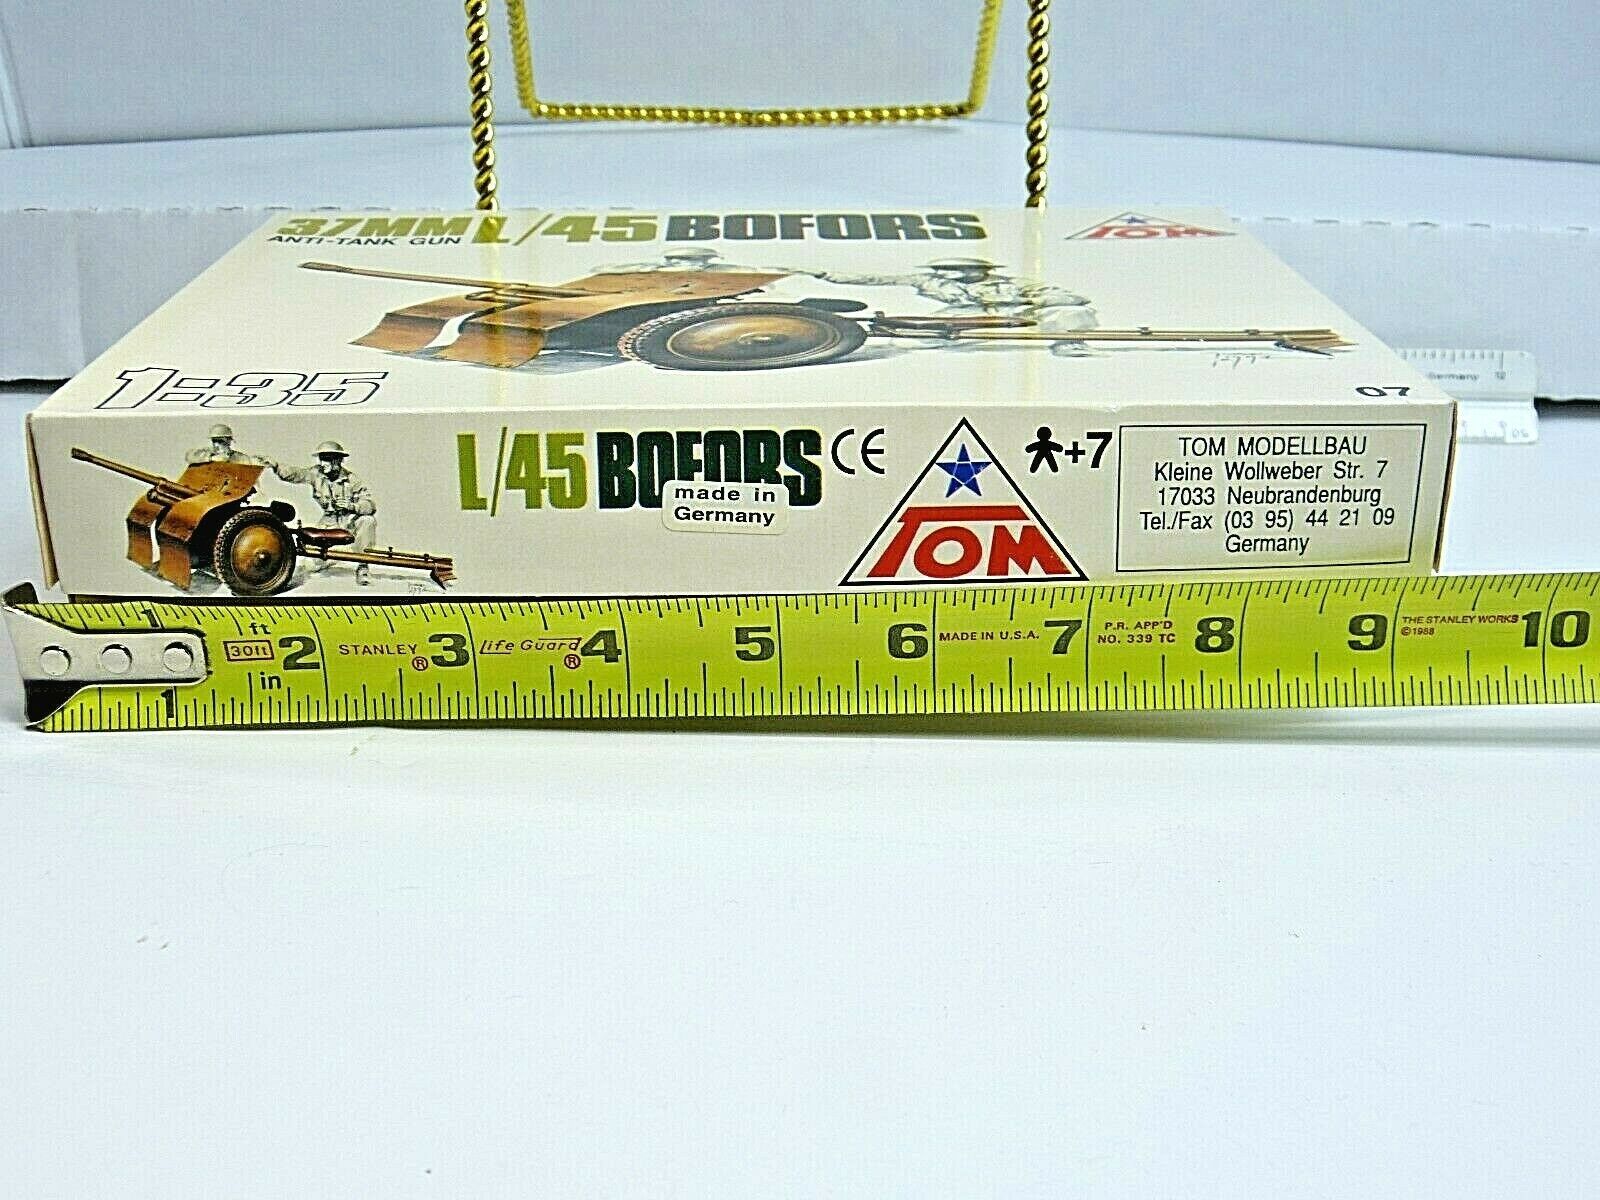 37MM L/45 BOFORS
ANTI-TANK GUN
TOM
1:35
07
Germany 12
L/45 BOFORS
made in
Germany
CE
TOM
+7
TOM MODELLBAU
Kleine Wollweber Str. 7
17033 Neubrandenburg
Tel./Fax (03 95) 44 21 09
Germany
1 ft 30ft 2 in STANLEY ® 3 Life Guard ® 4 5 6 MADE IN U.S.A. 7 P.R. APP'D NO. 339 TC 8 9 THE STANLEY WORKS ©1988 10
1